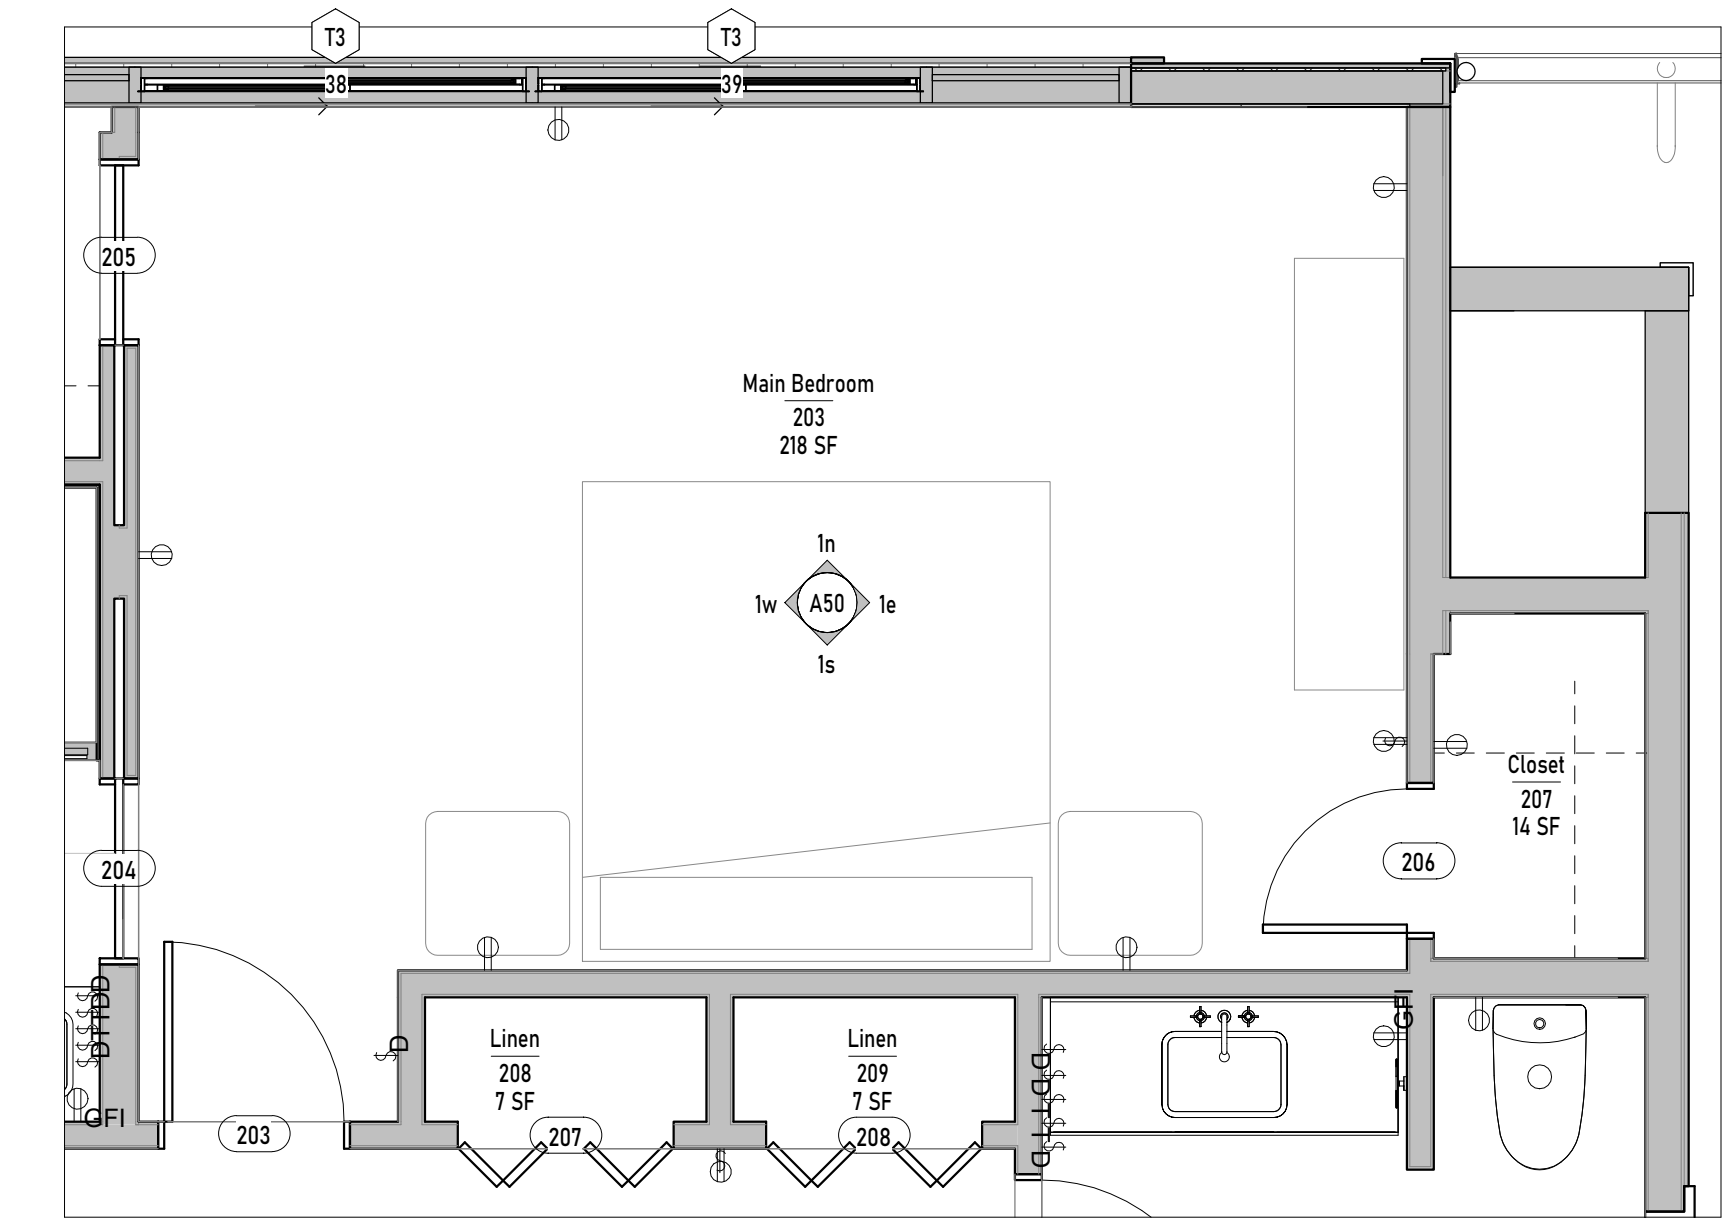 T3
T3
38
39
205
Main Bedroom
203
218 SF
1n
1w
A50
1e
1s
Closet
207
14 SF
206
204
D
T
D
D
GFI
203
$
D
Linen
208
7 SF
Linen
209
7 SF
207
208
D
D
T
D
GFI